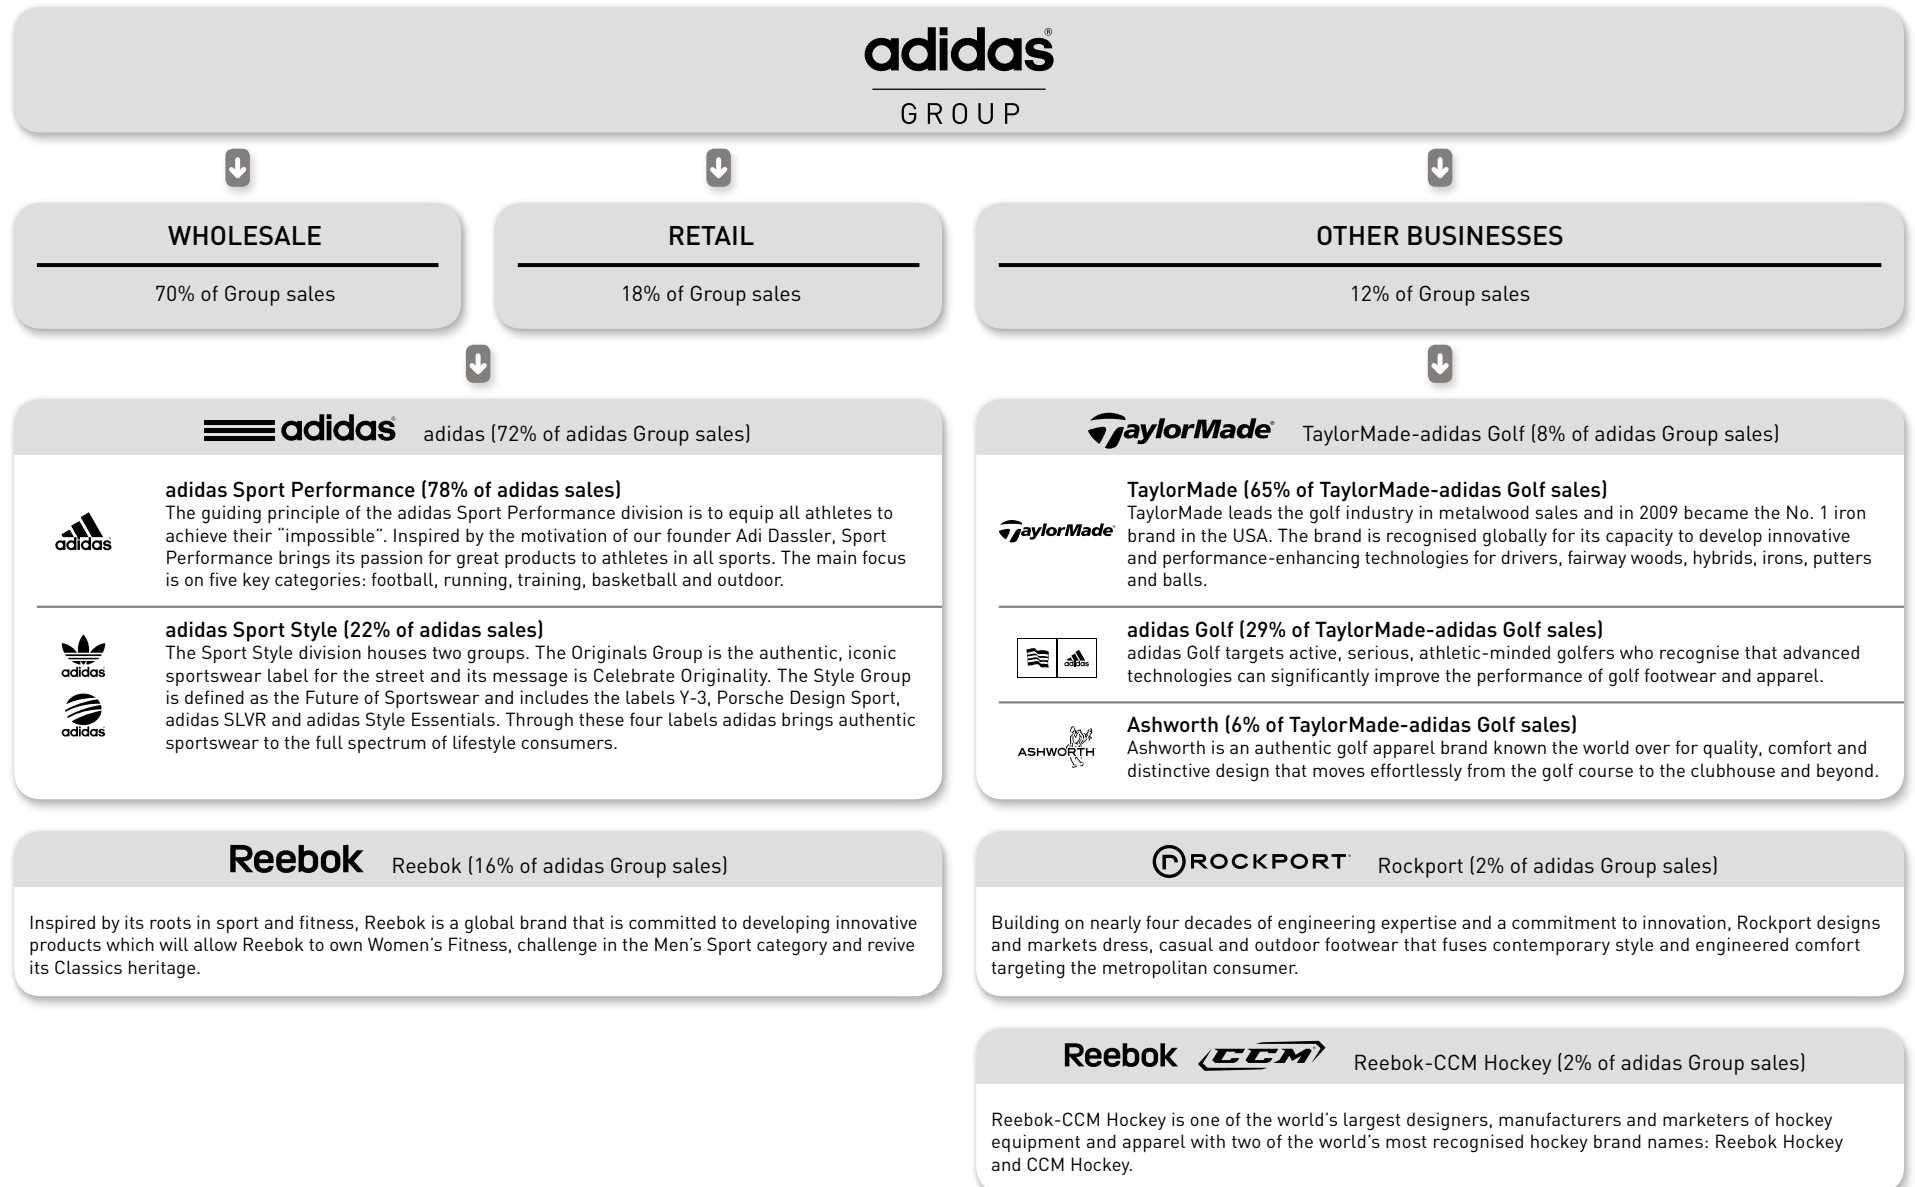 adidas®
GROUP
WHOLESALE
70% of Group sales
RETAIL
18% of Group sales
OTHER BUSINESSES
12% of Group sales
adidas® adidas (72% of adidas Group sales)
adidas Sport Performance (78% of adidas sales)
The guiding principle of the adidas Sport Performance division is to equip all athletes to
achieve their “impossible”. Inspired by the motivation of our founder Adi Dassler, Sport
Performance brings its passion for great products to athletes in all sports. The main focus
is on five key categories: football, running, training, basketball and outdoor.
adidas
adidas Sport Style (22% of adidas sales)
The Sport Style division houses two groups. The Originals Group is the authentic, iconic
sportswear label for the street and its message is Celebrate Originality. The Style Group
is defined as the Future of Sportswear and includes the labels Y-3, Porsche Design Sport,
adidas SLVR and adidas Style Essentials. Through these four labels adidas brings authentic
sportswear to the full spectrum of lifestyle consumers.
adidas
adidas
TaylorMade® TaylorMade-adidas Golf (8% of adidas Group sales)
TaylorMade (65% of TaylorMade-adidas Golf sales)
TaylorMade leads the golf industry in metalwood sales and in 2009 became the No. 1 iron
brand in the USA. The brand is recognised globally for its capacity to develop innovative
and performance-enhancing technologies for drivers, fairway woods, hybrids, irons, putters
and balls.
TaylorMade®
adidas Golf (29% of TaylorMade-adidas Golf sales)
adidas Golf targets active, serious, athletic-minded golfers who recognise that advanced
technologies can significantly improve the performance of golf footwear and apparel.
adidas
Ashworth (6% of TaylorMade-adidas Golf sales)
Ashworth is an authentic golf apparel brand known the world over for quality, comfort and
distinctive design that moves effortlessly from the golf course to the clubhouse and beyond.
ASHWORTH
Reebok Reebok (16% of adidas Group sales)
Inspired by its roots in sport and fitness, Reebok is a global brand that is committed to developing innovative
products which will allow Reebok to own Women’s Fitness, challenge in the Men’s Sport category and revive
its Classics heritage.
r ROCKPORT Rockport (2% of adidas Group sales)
Building on nearly four decades of engineering expertise and a commitment to innovation, Rockport designs
and markets dress, casual and outdoor footwear that fuses contemporary style and engineered comfort
targeting the metropolitan consumer.
Reebok CCM Reebok-CCM Hockey (2% of adidas Group sales)
Reebok-CCM Hockey is one of the world’s largest designers, manufacturers and marketers of hockey
equipment and apparel with two of the world’s most recognised hockey brand names: Reebok Hockey
and CCM Hockey.